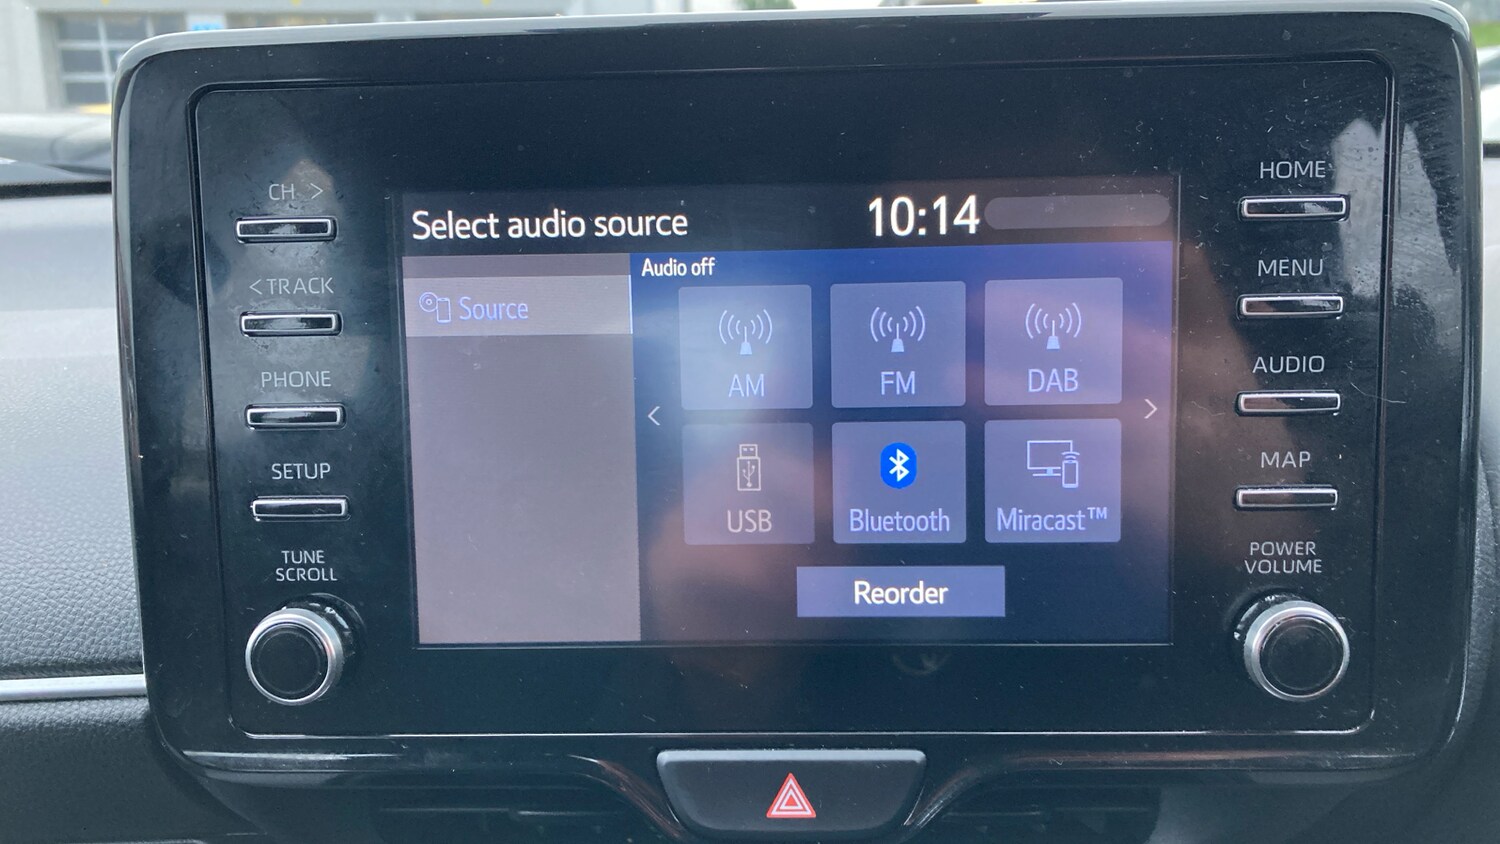 CH >
< TRACK
PHONE
SETUP
TUNE
SCROLL
Select audio source
10:14
Source
Audio off
AM
FM
DAB
USB
Bluetooth
Miracast™
Reorder
HOME
MENU
AUDIO
MAP
POWER
VOLUME